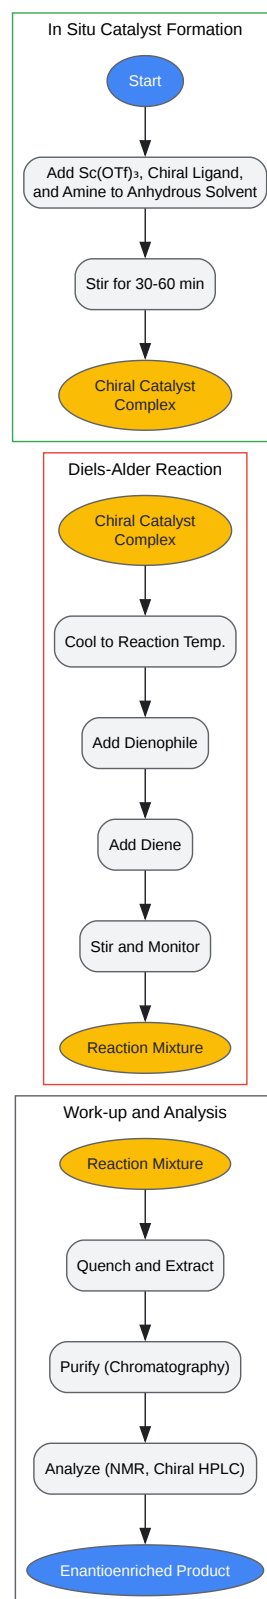 In Situ Catalyst Formation
Start
Add Sc(OTf)₃, Chiral Ligand,
and Amine to Anhydrous Solvent
Stir for 30-60 min
Chiral Catalyst
Complex
Diels-Alder Reaction
Chiral Catalyst
Complex
Cool to Reaction Temp.
Add Dienophile
Add Diene
Stir and Monitor
Reaction Mixture
Work-up and Analysis
Reaction Mixture
Quench and Extract
Purify (Chromatography)
Analyze (NMR, Chiral HPLC)
Enantioenriched Product